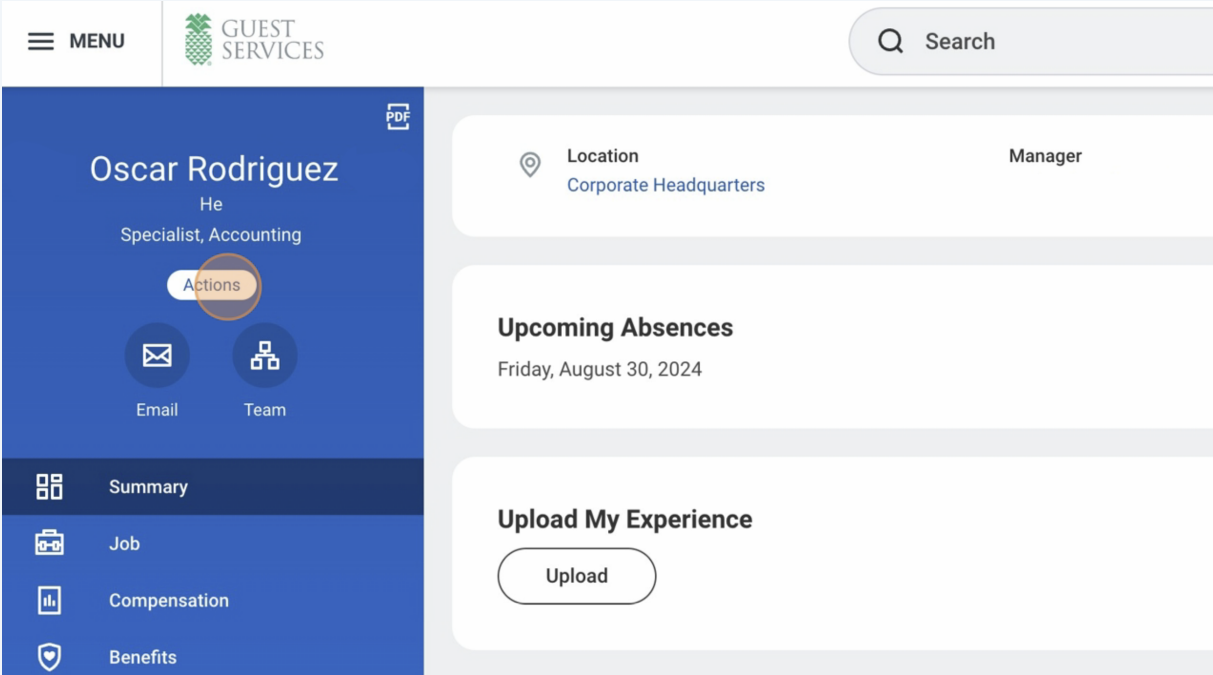 MENU
GUEST
SERVICES
Search
PDF
Oscar Rodriguez
He
Specialist, Accounting
Actions
Email
Team
Summary
Job
Compensation
Benefits
Location
Corporate Headquarters
Manager
Upcoming Absences
Friday, August 30, 2024
Upload My Experience
Upload